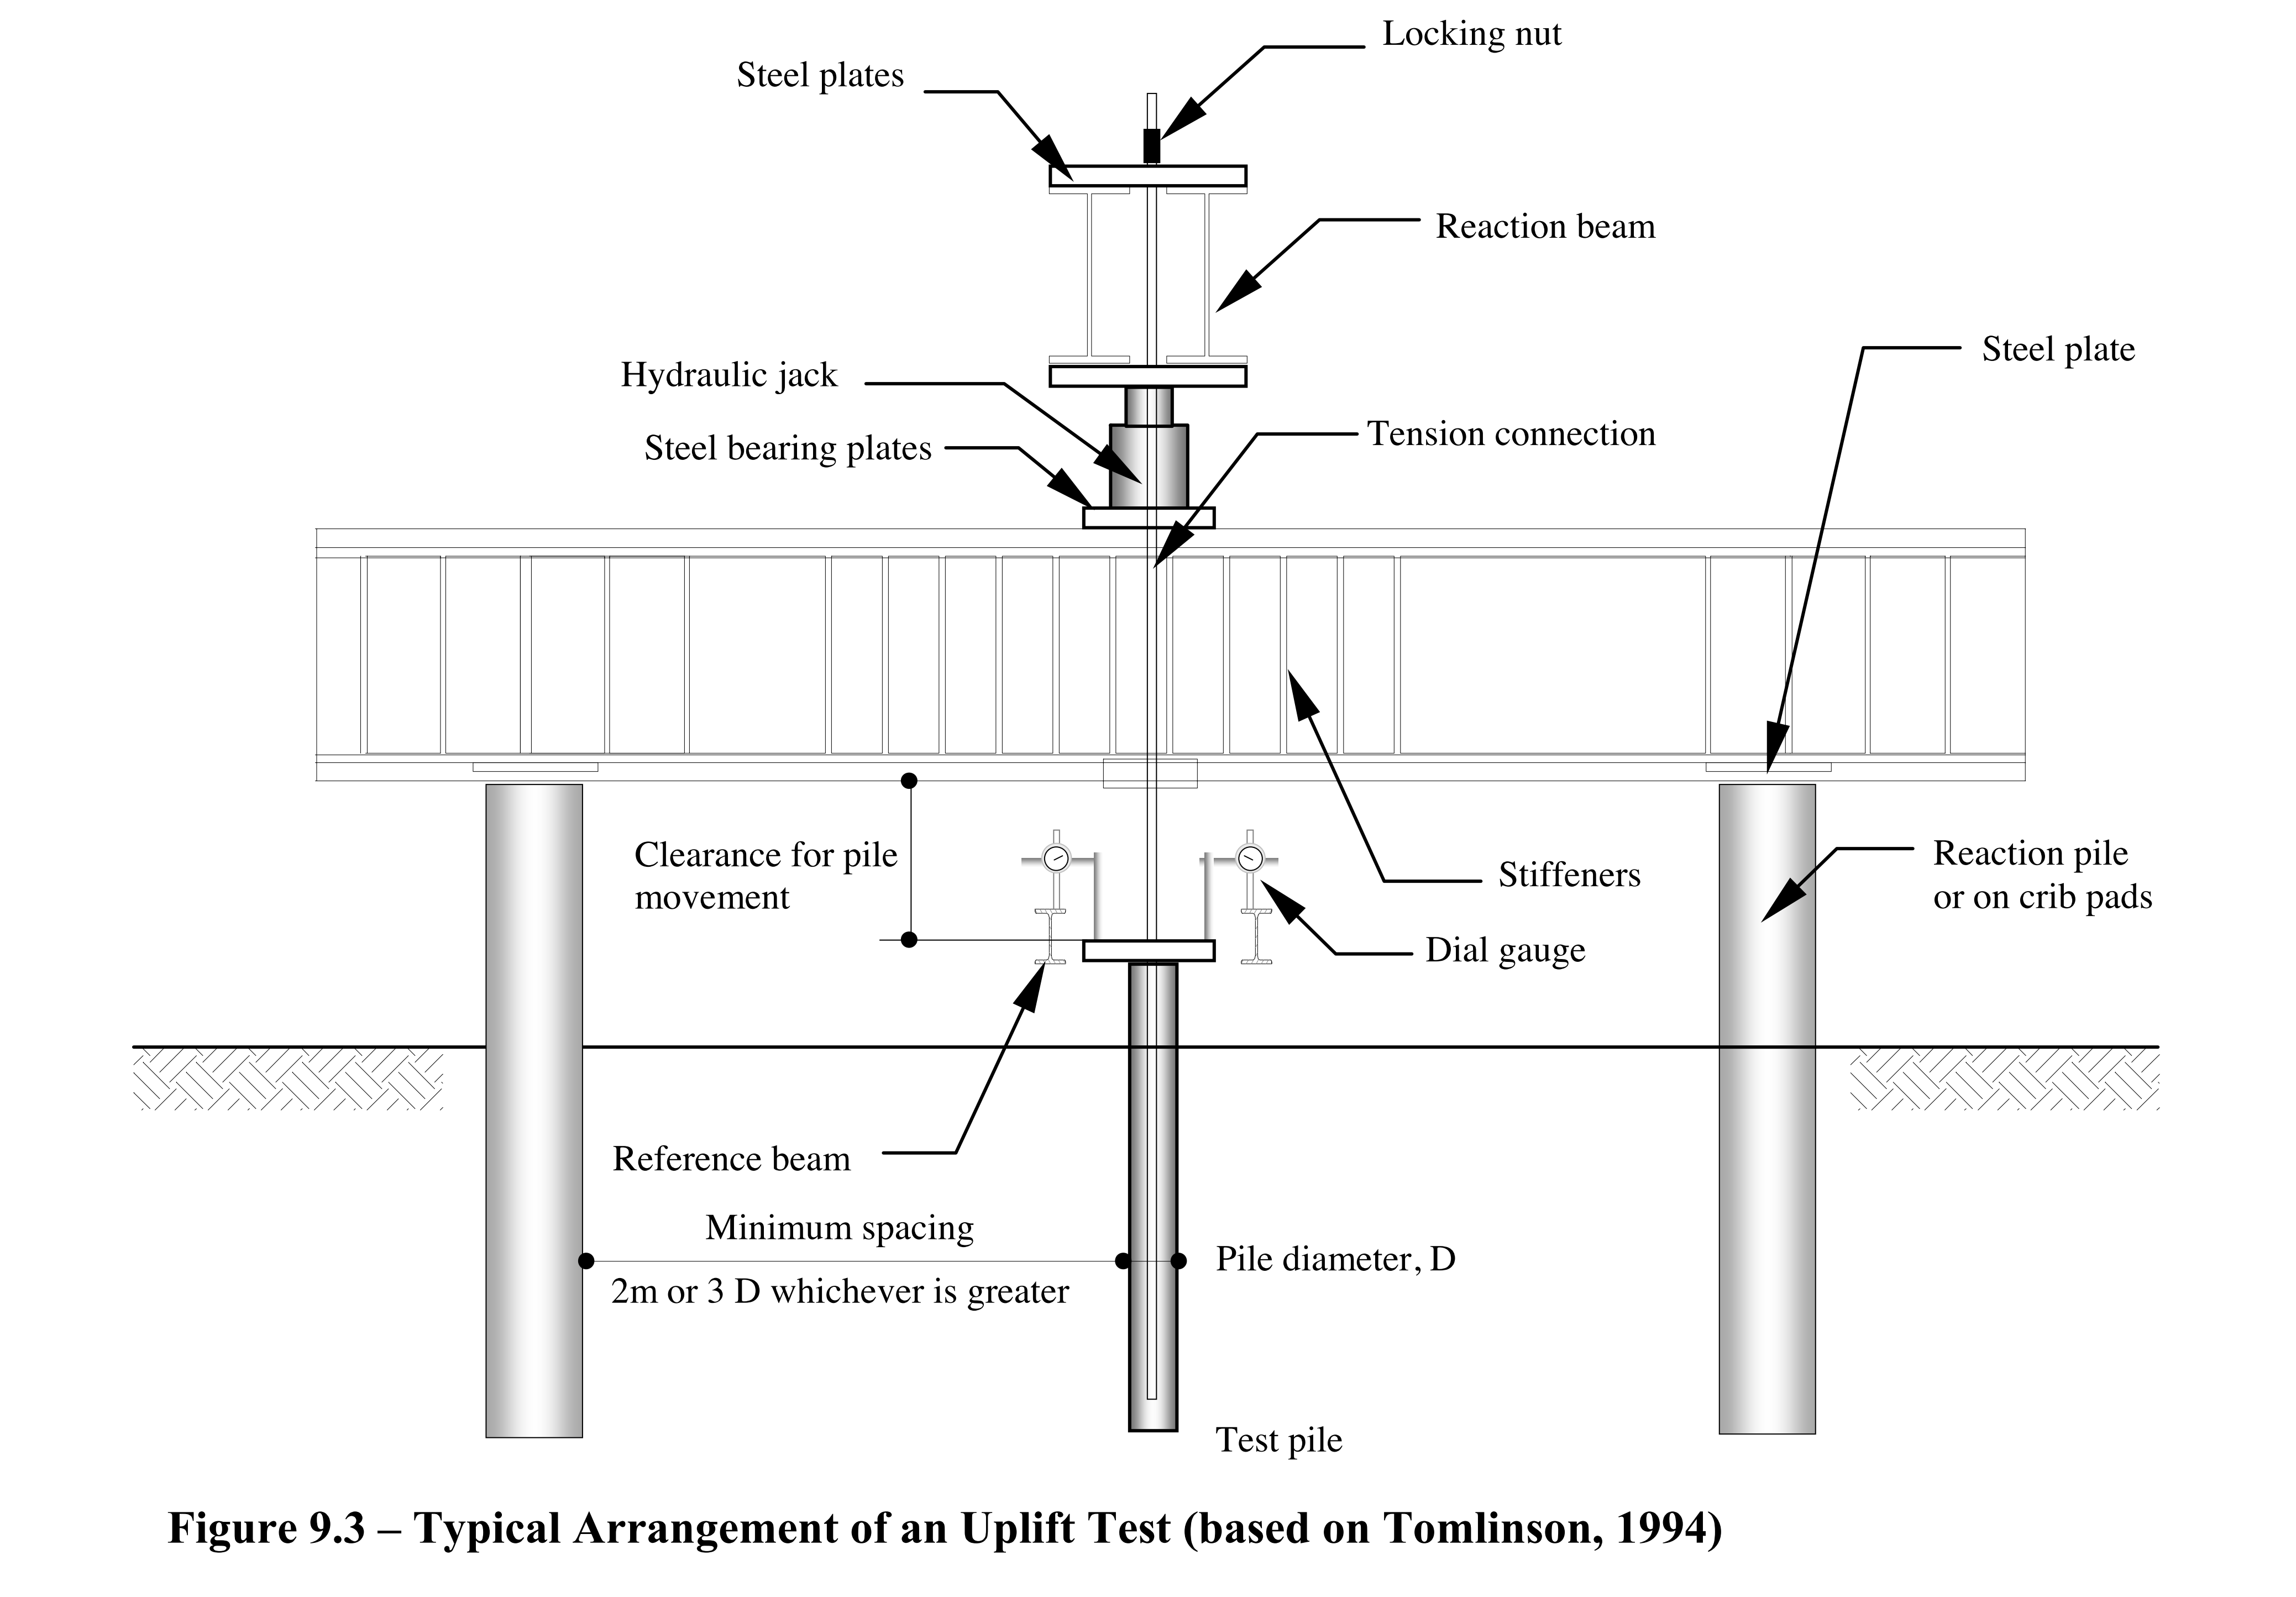 Locking nut
Steel plates
Reaction beam
Steel plate
Hydraulic jack
Tension connection
Steel bearing plates
Clearance for pile
movement
Stiffeners
Reaction pile
or on crib pads
Dial gauge
Reference beam
Minimum spacing
2m or 3 D whichever is greater
Pile diameter, D
Test pile
Figure 9.3 – Typical Arrangement of an Uplift Test (based on Tomlinson, 1994)